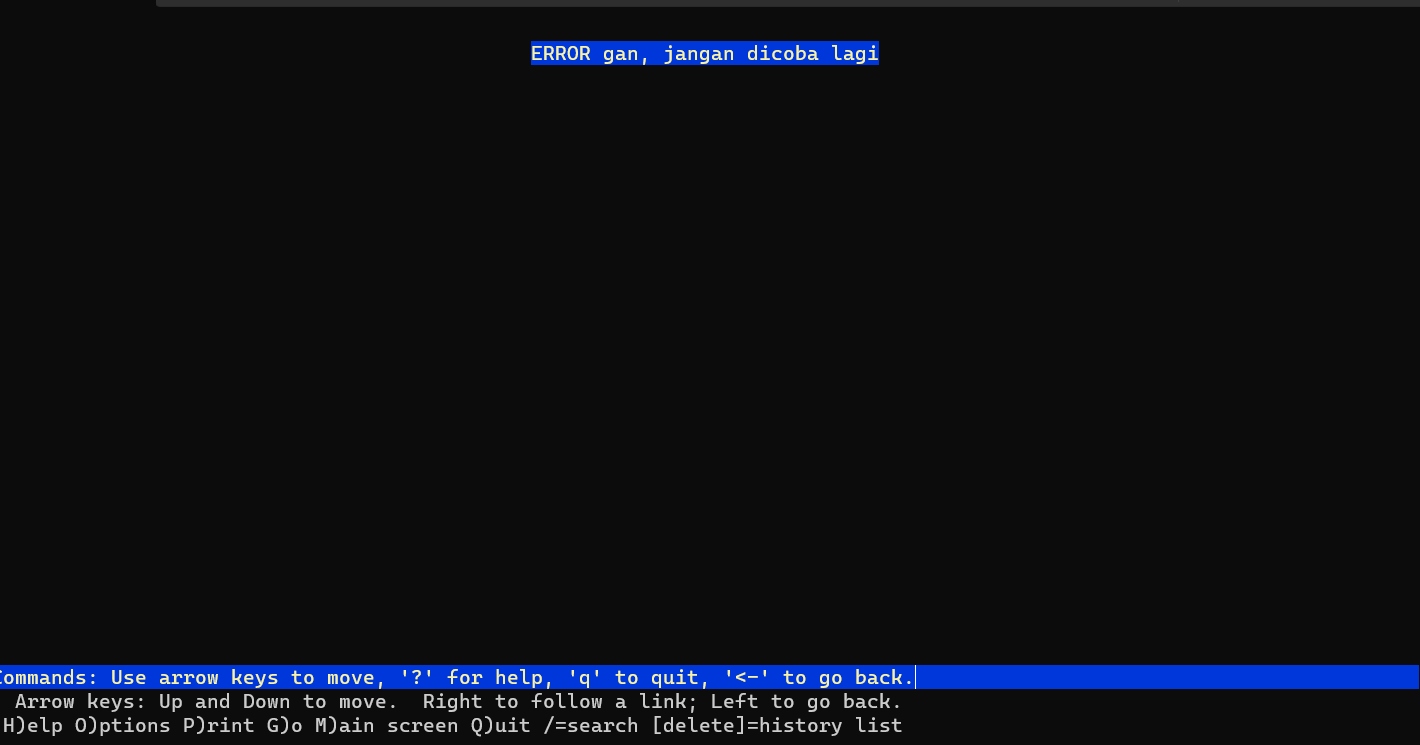 ERROR gan, jangan dicoba lagi
Commands: Use arrow keys to move, '?' for help, 'q' to quit, '<-' to go back.
Arrow keys: Up and Down to move.  Right to follow a link; Left to go back.
H)elp O)ptions P)rint G)o M)ain screen Q)uit /=search [delete]=history list